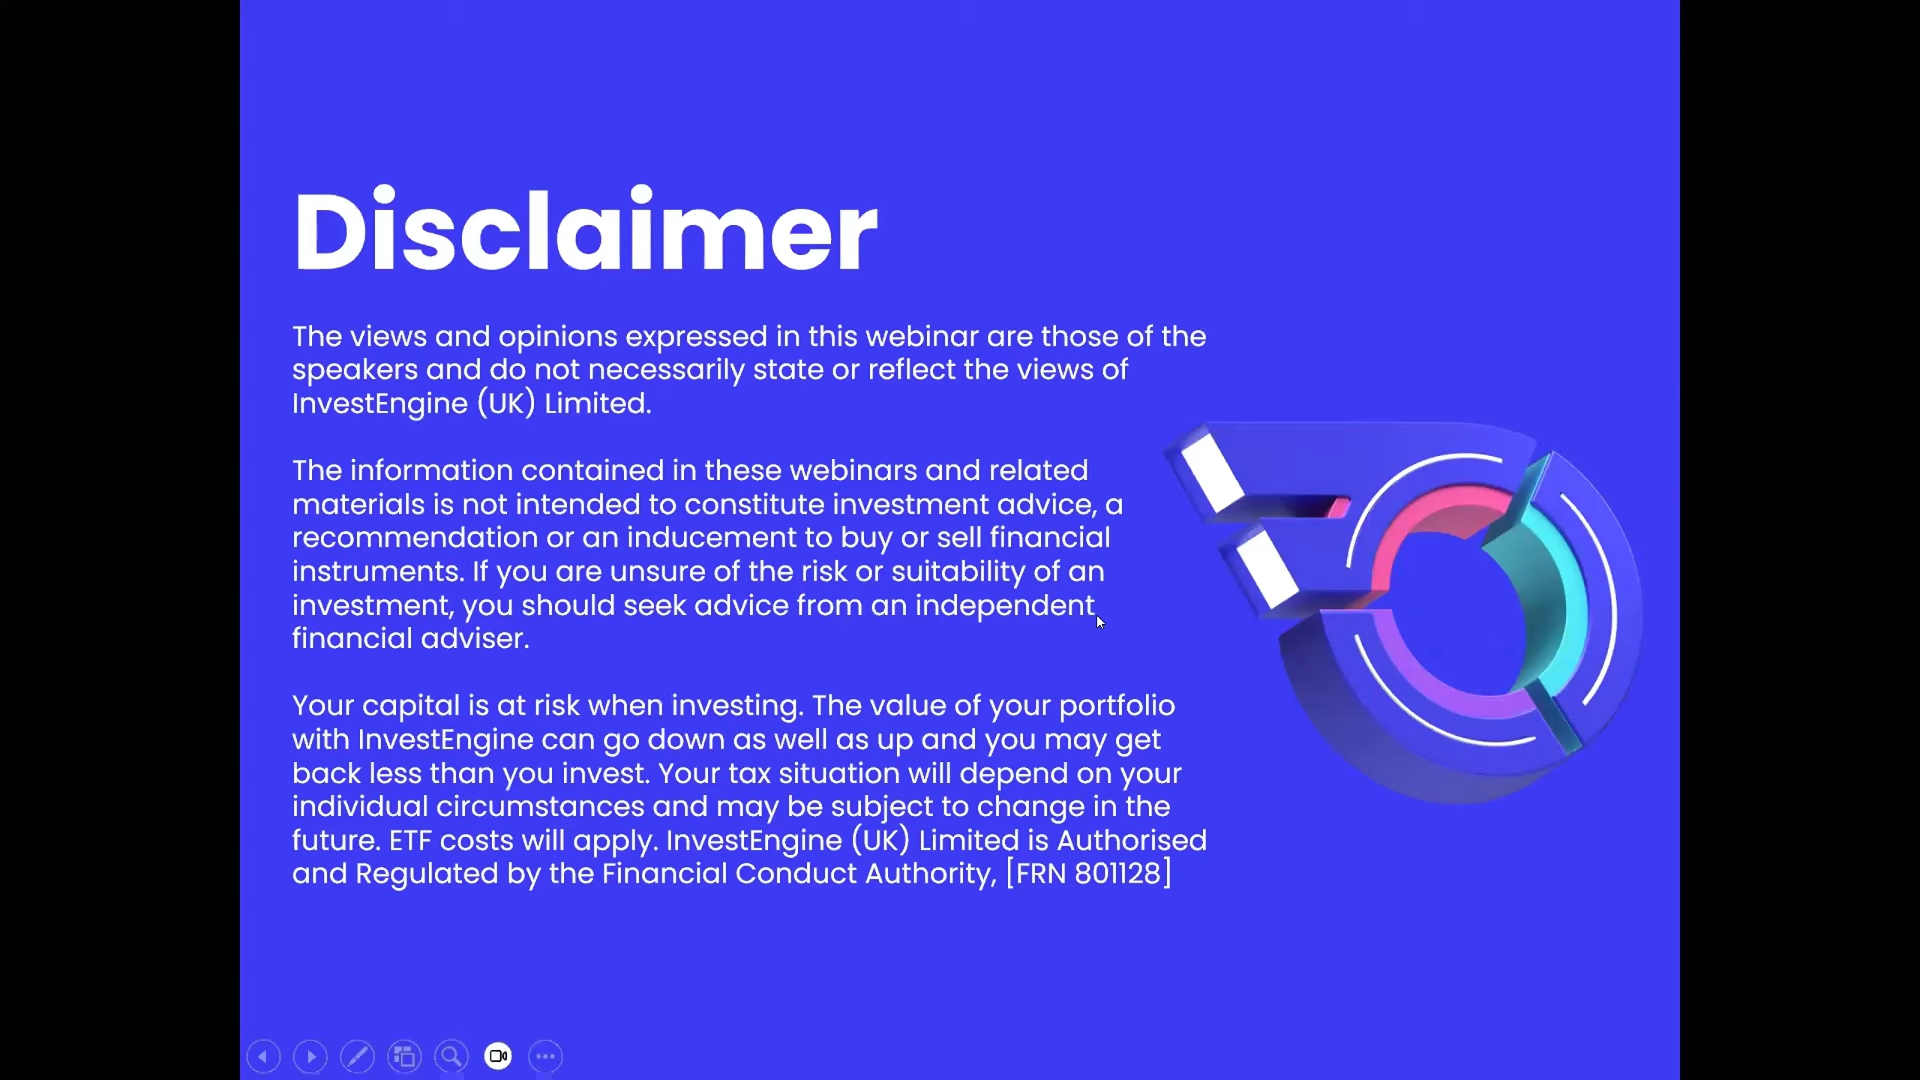 Disclaimer
The views and opinions expressed in this webinar are those of the
speakers and do not necessarily state or reflect the views of
InvestEngine (UK) Limited.
The information contained in these webinars and related
materials is not intended to constitute investment advice, a
recommendation or an inducement to buy or sell financial
instruments. If you are unsure of the risk or suitability of an
investment, you should seek advice from an independent
financial adviser.
Your capital is at risk when investing. The value of your portfolio
with InvestEngine can go down as well as up and you may get
back less than you invest. Your tax situation will depend on your
individual circumstances and may be subject to change in the
future. ETF costs will apply. InvestEngine (UK) Limited is Authorised
and Regulated by the Financial Conduct Authority, [FRN 801128]